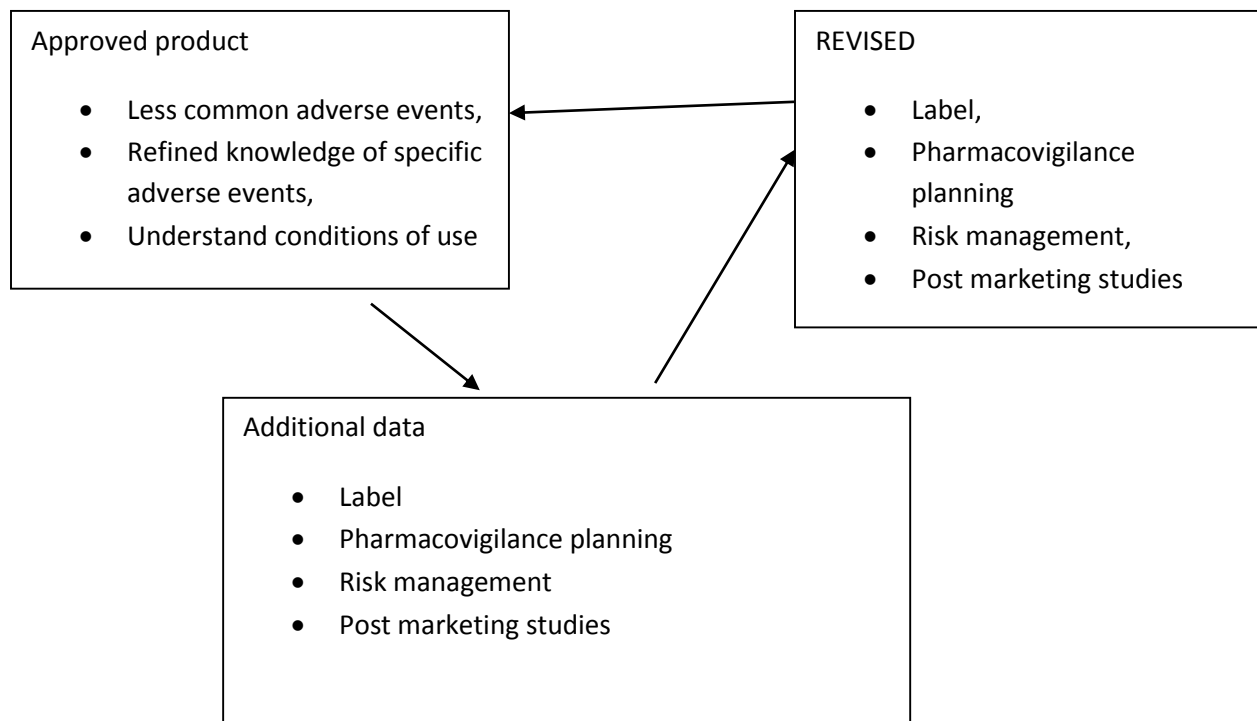 Approved product
• Less common adverse events,
• Refined knowledge of specific
adverse events,
• Understand conditions of use
REVISED
• Label,
• Pharmacovigilance
planning
• Risk management,
• Post marketing studies
Additional data
• Label
• Pharmacovigilance planning
• Risk management
• Post marketing studies